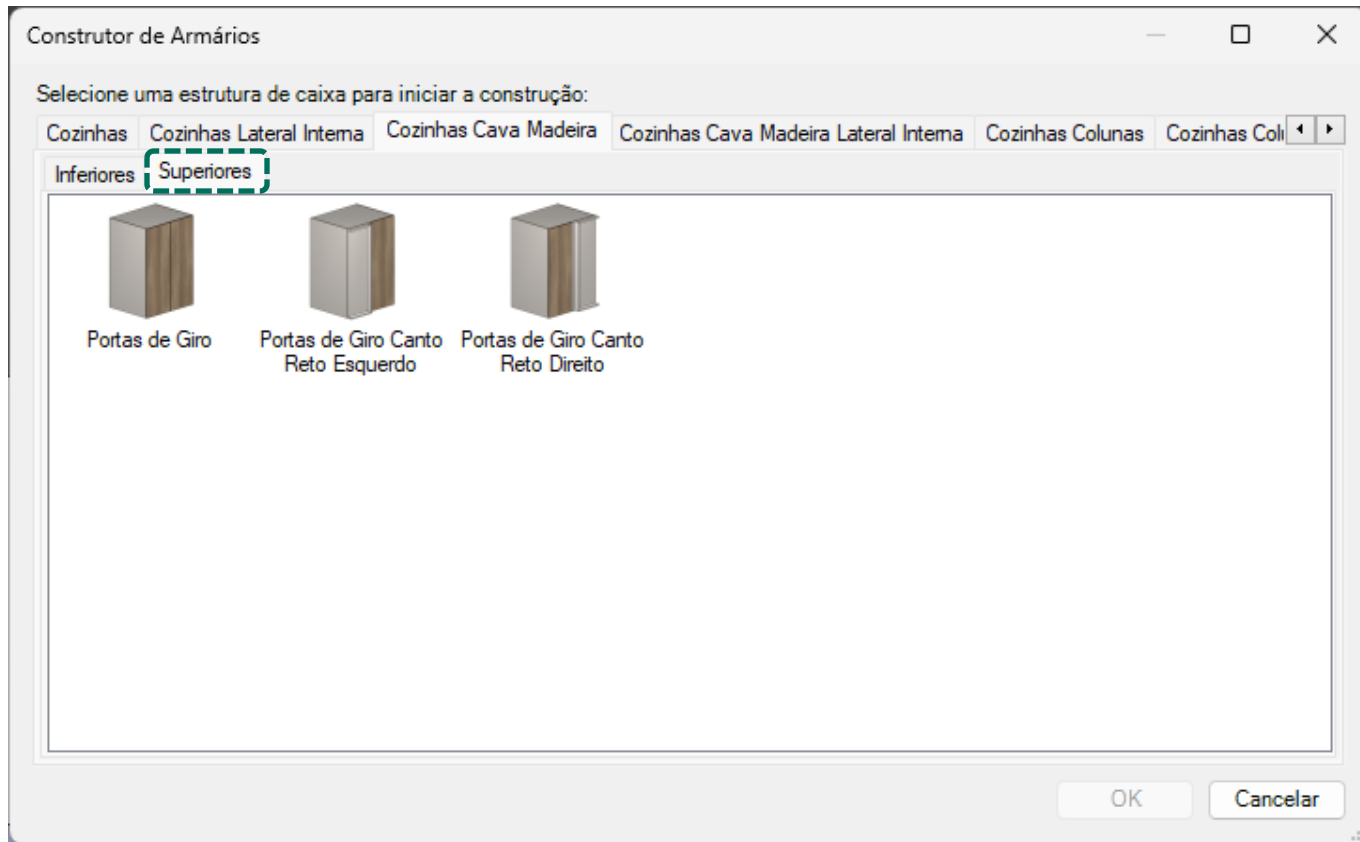 Construtor de Armários
Selecione uma estrutura de caixa para iniciar a construção:
Cozinhas Cozinhas Lateral Interna Cozinhas Cava Madeira Cozinhas Cava Madeira Lateral Interna Cozinhas Colunas Cozinhas Colu
Inferiores Superiores
Portas de Giro Portas de Giro Canto Portas de Giro Canto
Reto Esquerdo Reto Direito
OK Cancelar